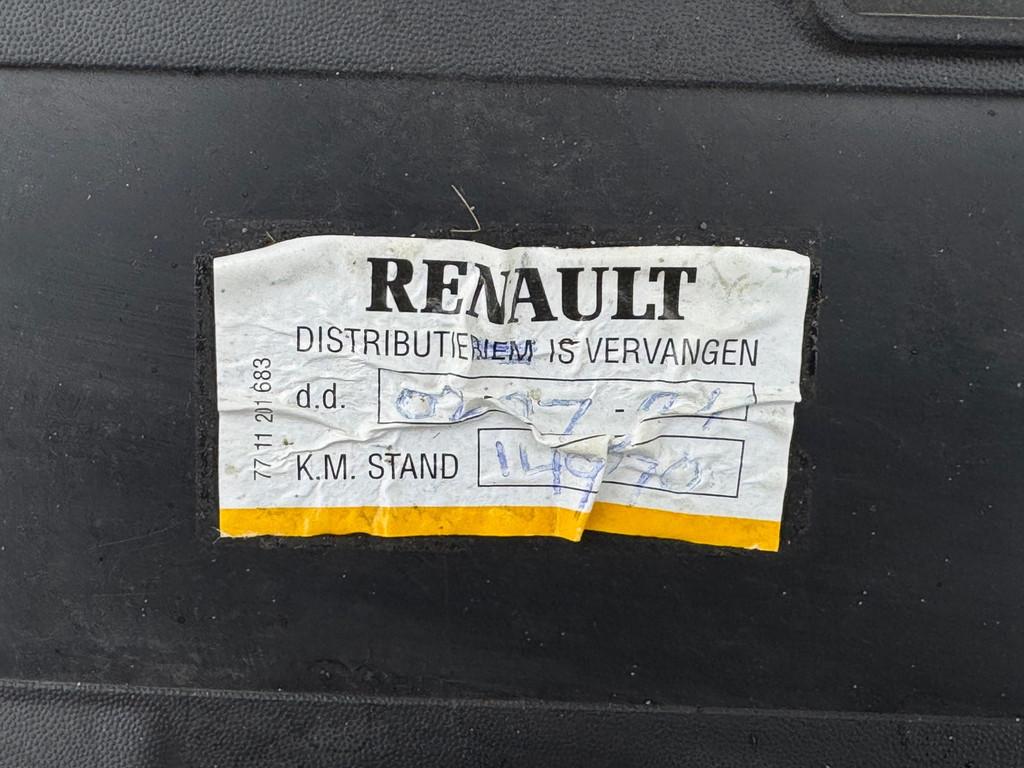 RENAULT
DISTRIBUTIERIEM IS VERVANGEN
d.d.
K.M. STAND
77 11 201 683